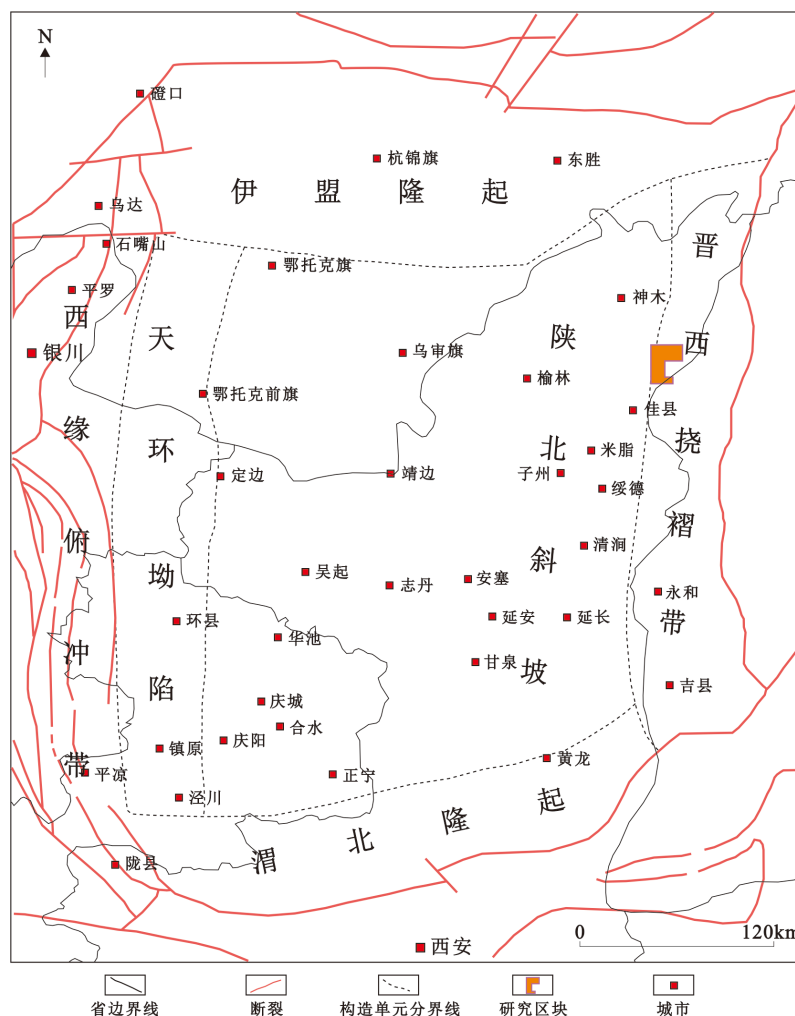 N
磴口
杭锦旗
东胜
伊盟隆起
乌达
石嘴山
鄂托克旗
平罗
神木
银川
乌审旗
榆林
鄂托克前旗
佳县
米脂
定边
靖边
子州
绥德
清涧
吴起
志丹
安塞
永和
环县
延安
延长
华池
甘泉
吉县
庆城
合水
庆阳
镇原
黄龙
平凉
正宁
泾川
陇县
西安
西缘俯冲带
天环坳陷
陕北斜坡
晋西挠褶带
渭北隆起
0 120km
省边界线 断裂 构造单元分界线 研究区块 城市